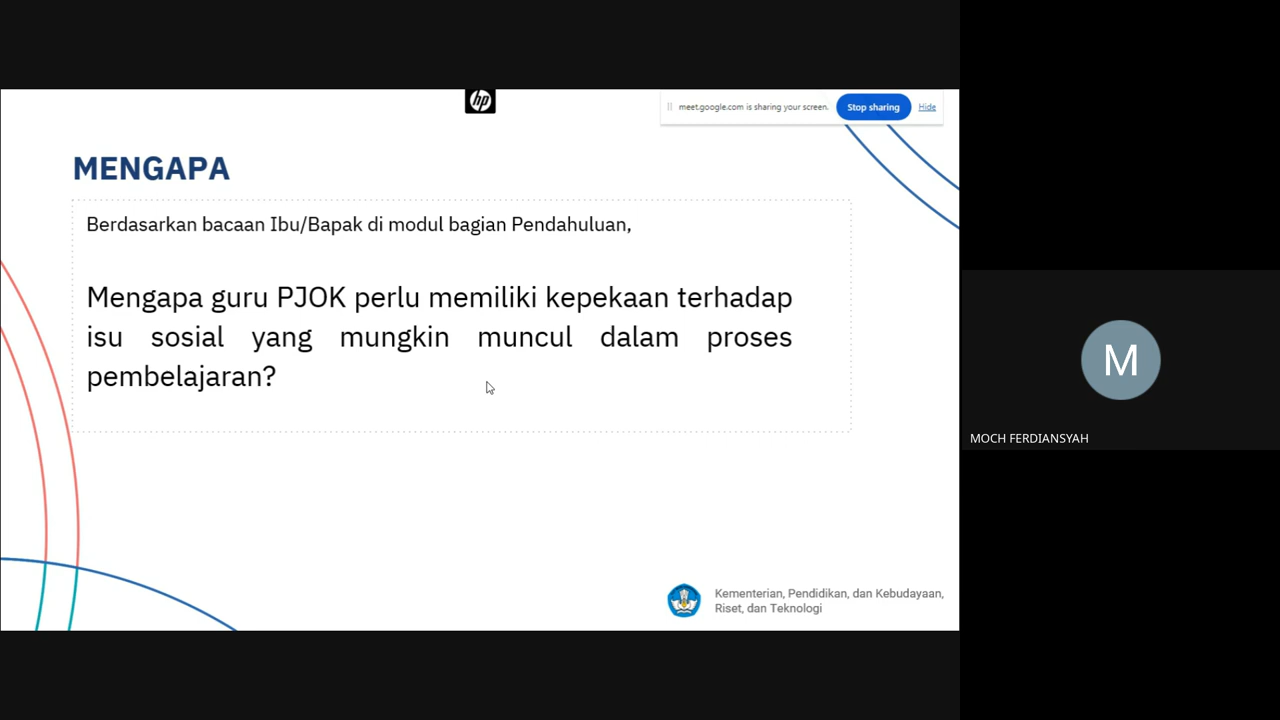 hp
meet.google.com is sharing your screen.
Stop sharing
Hide
MENGAPA
Berdasarkan bacaan Ibu/Bapak di modul bagian Pendahuluan,
Mengapa guru PJOK perlu memiliki kepekaan terhadap
isu sosial yang mungkin muncul dalam proses
pembelajaran?
M
MOCH FERDIANSYAH
Kementerian, Pendidikan, dan Kebudayaan,
Riset, dan Teknologi